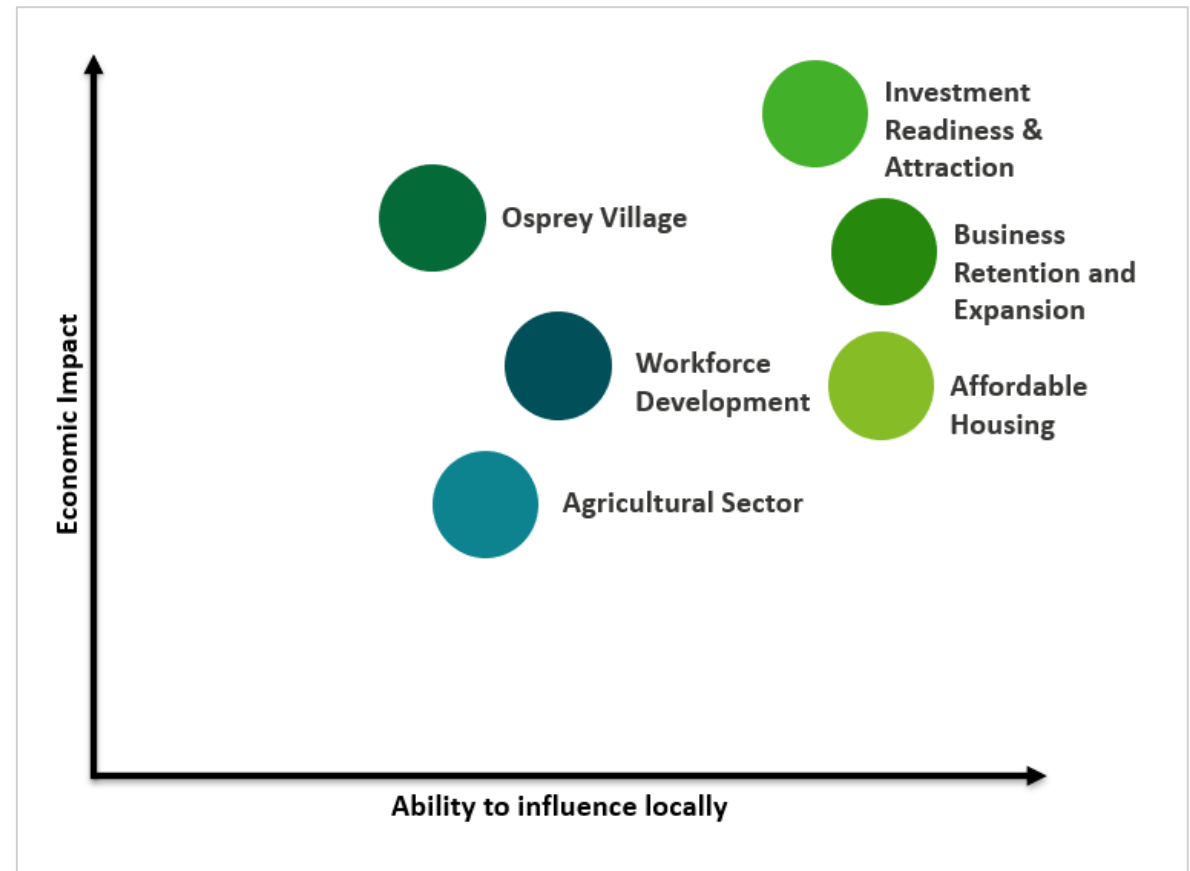 Investment
Readiness &
Attraction
Osprey Village
Business
Retention and
Expansion
Workforce
Development
Affordable
Housing
Agricultural Sector
Economic Impact
Ability to influence locally